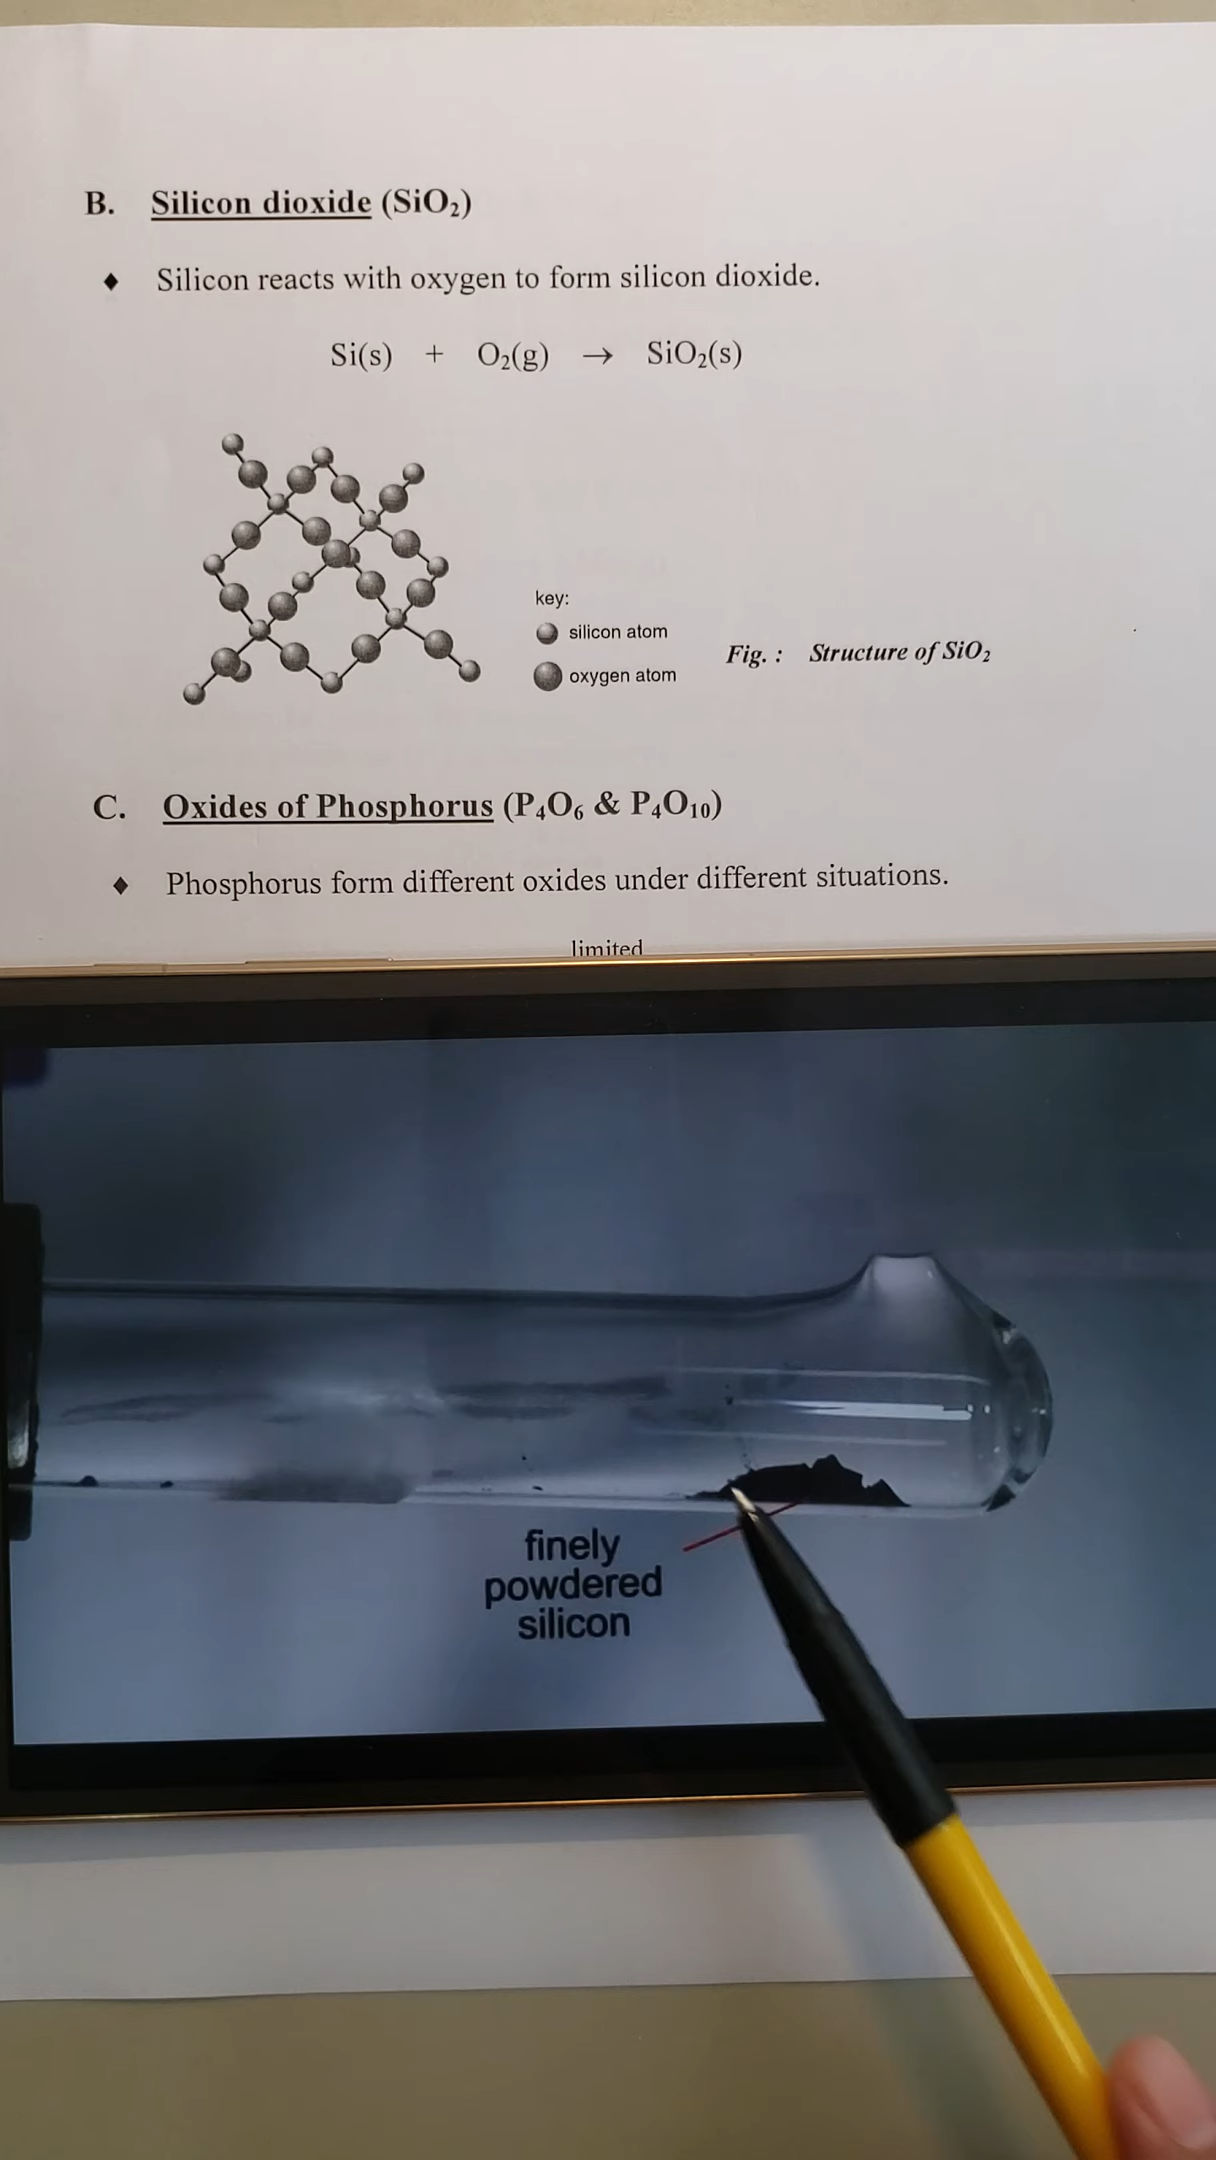 B. Silicon dioxide (SiO₂)
♦ Silicon reacts with oxygen to form silicon dioxide.
Si(s) + O₂(g) → SiO₂(s)
key:
silicon atom
oxygen atom
Fig. : Structure of SiO₂
C. Oxides of Phosphorus (P₄O₆ & P₄O₁₀)
♦ Phosphorus form different oxides under different situations.
limited
finely
powdered
silicon